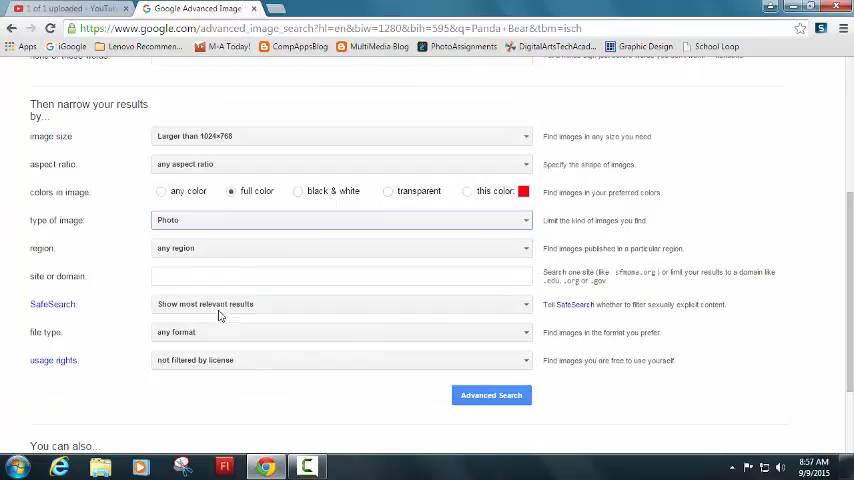 1 of 1 uploaded - YouTu
Google Advanced Image
https://www.google.com/advanced_image_search?hl=en&biw=1280&bih=595&q=Panda+Bear&tbm=isch
Apps iGoogle Lenovo Recommen... M-A Today! CompAppsBlog MultiMedia Blog PhotoAssignments DigitalArtsTechAcad... Graphic Design School Loop
Then narrow your results
by...
image size Larger than 1024×768 Find images in any size you need.
aspect ratio: any aspect ratio Specify the shape of images.
colors in image: any color full color black & white transparent this color: Find images in your preferred colors.
type of image: Photo Limit the kind of images you find.
region: any region Find images published in a particular region.
site or domain: Search one site (like sfmoma.org ) or limit your results to a domain like
.edu, .org or .gov
SafeSearch: Show most relevant results Tell SafeSearch whether to filter sexually explicit content.
file type: any format Find images in the format you prefer.
usage rights: not filtered by license Find images you are free to use yourself.
Advanced Search
You can also...
8:57 AM
9/9/2015